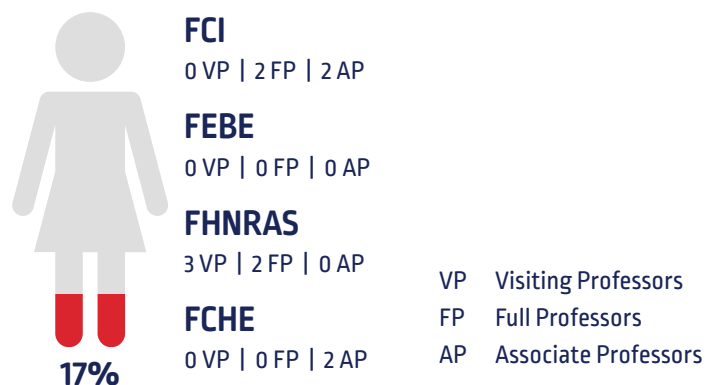 FCI
0 VP | 2 FP | 2 AP
FEBE
0 VP | 0 FP | 0 AP
FHNRAS
3 VP | 2 FP | 0 AP
FCHE
0 VP | 0 FP | 2 AP
17%
VP Visiting Professors
FP Full Professors
AP Associate Professors